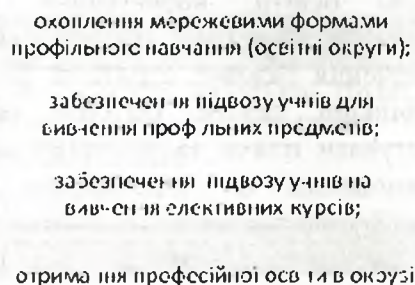 охоплення мережевими формами
профільного навчання (освітні округи);
забезпечення підвозу учнів для
вивчення профільних предметів;
забезпечення підвозу учнів на
вивчення елективних курсів;
отримання професійної освіти в окрузі